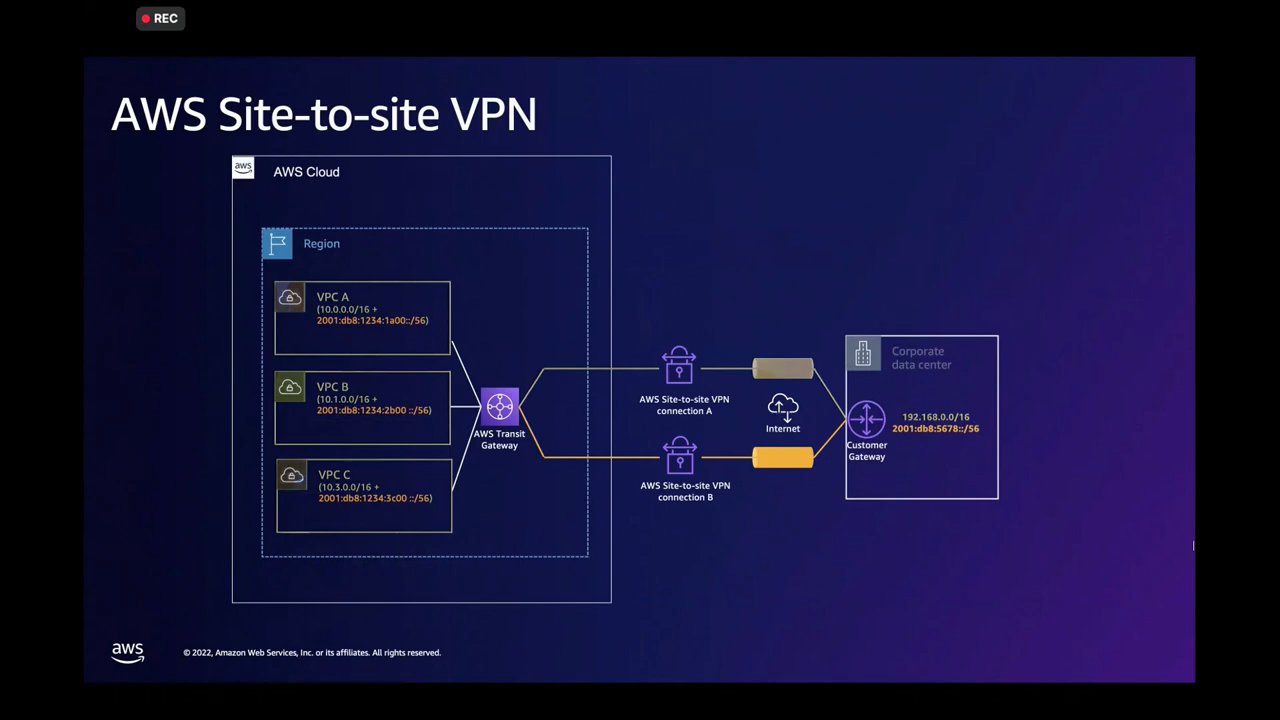 REC
AWS Site-to-site VPN
aws
AWS Cloud
Region
VPC A
(10.0.0.0/16 +
2001:db8:1234:1a00::/56)
VPC B
(10.1.0.0/16 +
2001:db8:1234:2b00 ::/56)
VPC C
(10.3.0.0/16 +
2001:db8:1234:3c00 ::/56)
AWS Transit
Gateway
AWS Site-to-site VPN
connection A
Internet
AWS Site-to-site VPN
connection B
Corporate
data center
192.168.0.0/16
2001:db8:5678::/56
Customer
Gateway
aws
© 2022, Amazon Web Services, Inc. or its affiliates. All rights reserved.